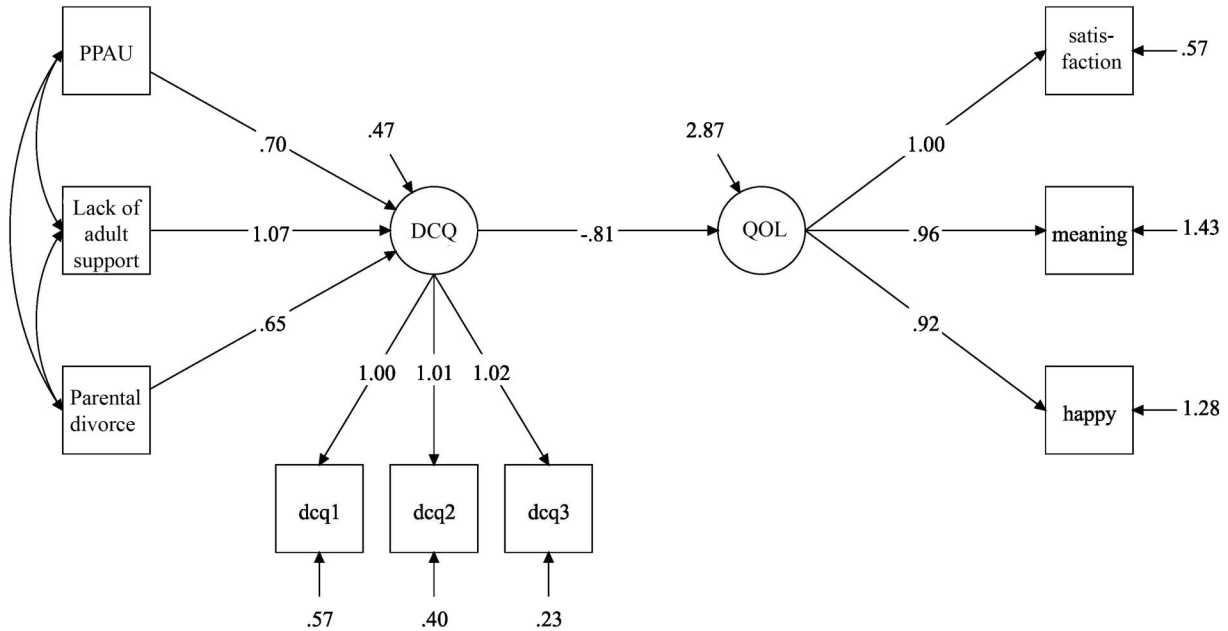 PPAU
satis-
faction
.57
.47
2.87
.70
1.00
Lack of
adult
support
1.07
DCQ
-.81
QOL
.96
meaning
1.43
.65
.92
1.00
1.01
1.02
Parental
divorce
happy
1.28
dcq1
dcq2
dcq3
.57
.40
.23